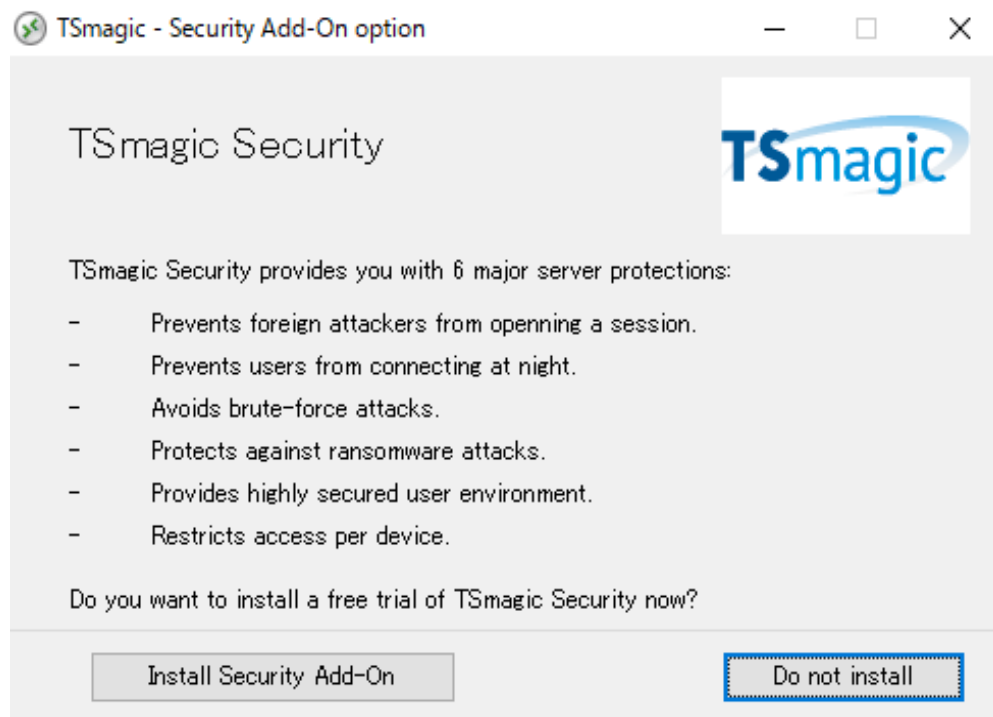 TSmagic - Security Add-On option
TSmagic Security
TSmagic
TSmagic Security provides you with 6 major server protections:
- Prevents foreign attackers from openning a session.
- Prevents users from connecting at night.
- Avoids brute-force attacks.
- Protects against ransomware attacks.
- Provides highly secured user environment.
- Restricts access per device.
Do you want to install a free trial of TSmagic Security now?
Install Security Add-On
Do not install